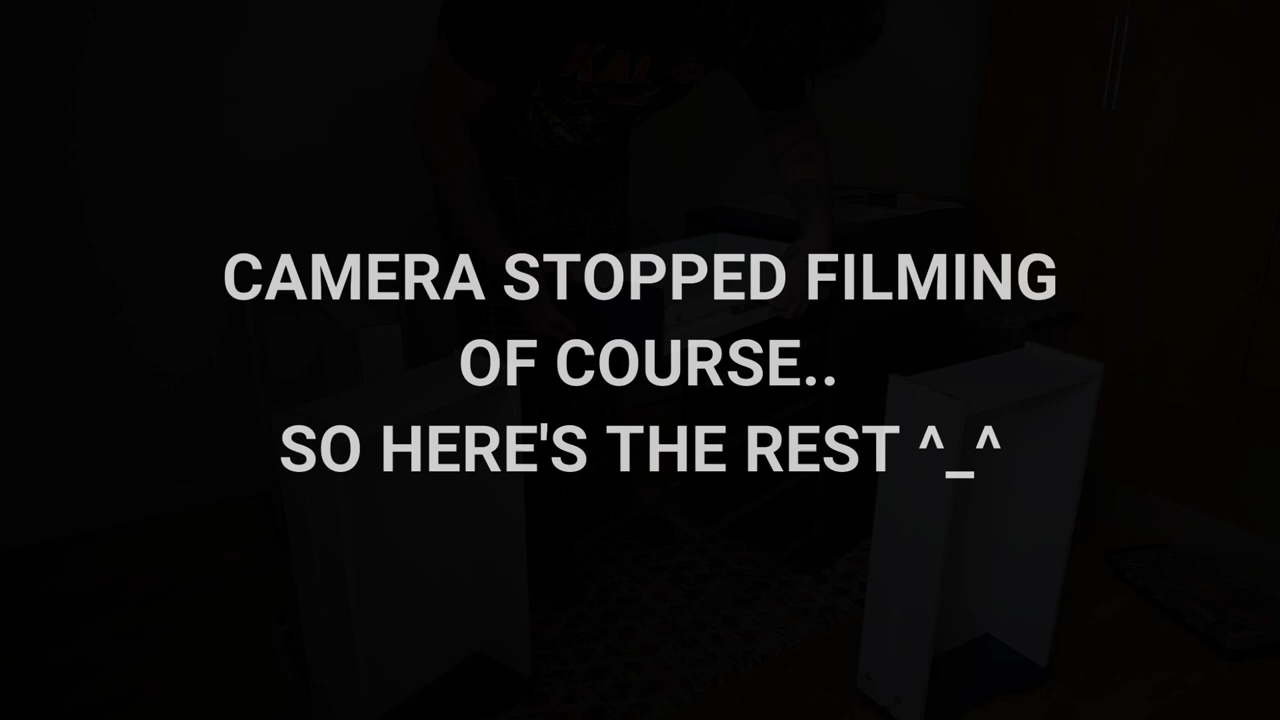 CAMERA STOPPED FILMING
OF COURSE..
SO HERE'S THE REST ^_^